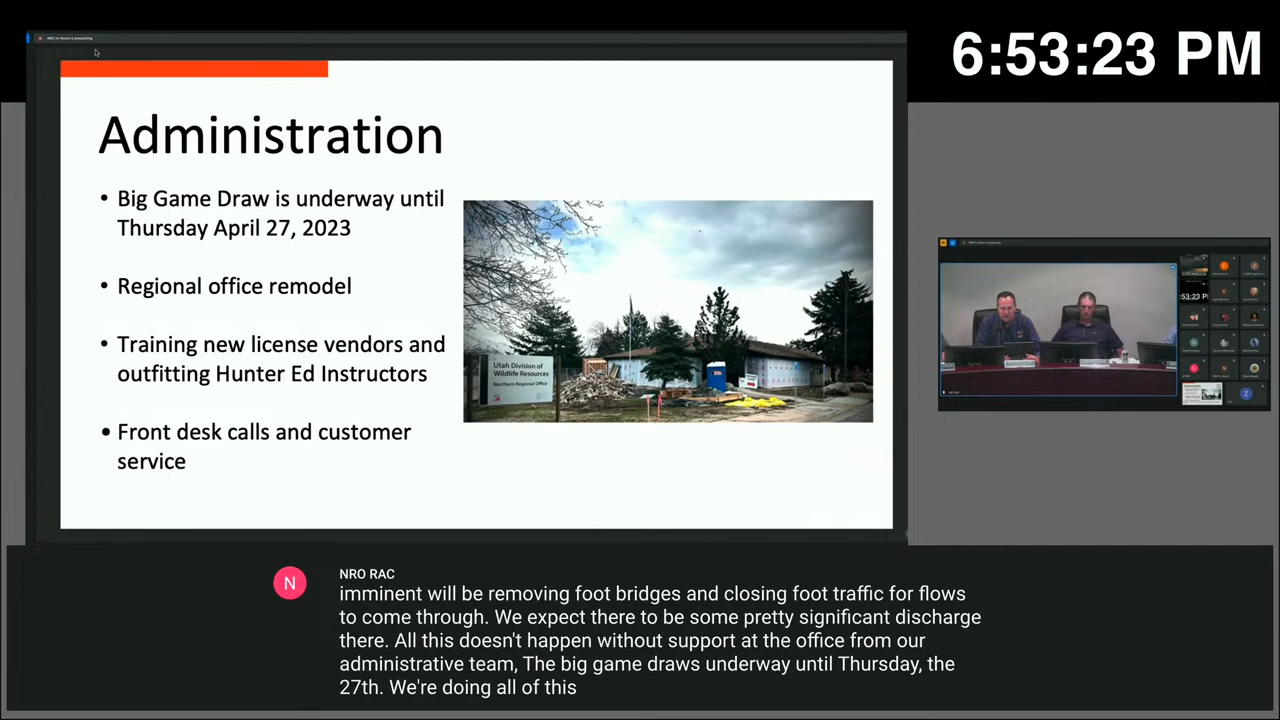 6:53:23 PM
Administration
• Big Game Draw is underway until
Thursday April 27, 2023
• Regional office remodel
• Training new license vendors and
outfitting Hunter Ed Instructors
• Front desk calls and customer
service
Utah Division of
Wildlife Resources
Northern Regional Office
:53:23 PM
N
NRO RAC
imminent will be removing foot bridges and closing foot traffic for flows
to come through. We expect there to be some pretty significant discharge
there. All this doesn't happen without support at the office from our
administrative team, The big game draws underway until Thursday, the
27th. We're doing all of this